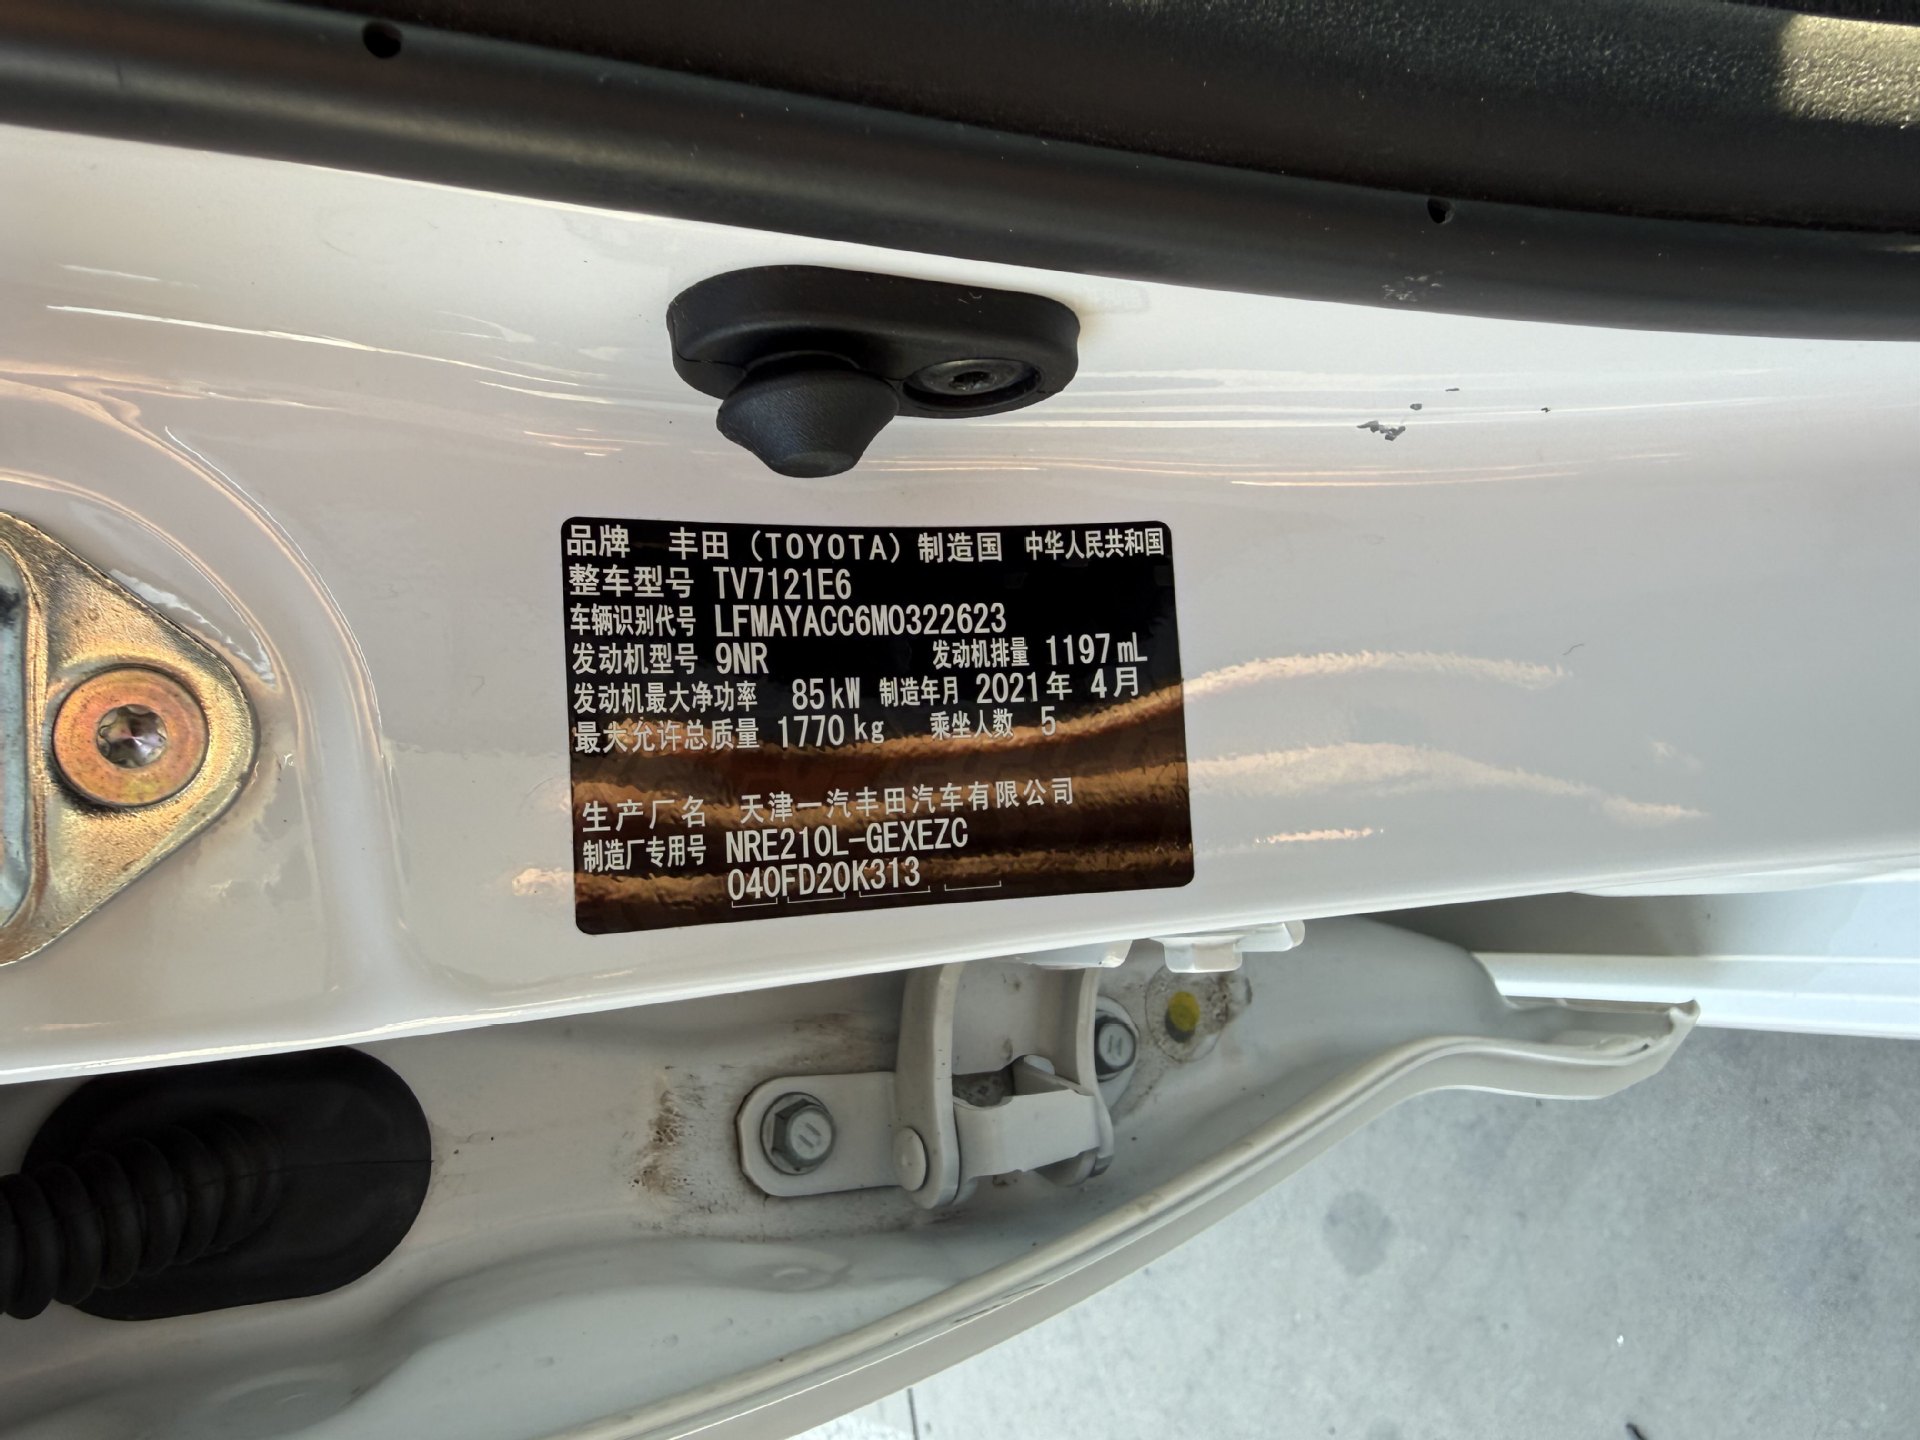 品牌 丰田（TOYOTA）制造国 中华人民共和国
整车型号 TV7121E6
车辆识别代号 LFMAYACC6M0322623
发动机型号 9NR 发动机排量 1197mL
发动机最大净功率 85kW 制造年月 2021年 4月
最大允许总质量 1770kg 乘坐人数 5
生产厂名 天津一汽丰田汽车有限公司
制造厂专用号 NRE210L-GEXEZC
040FD20K313